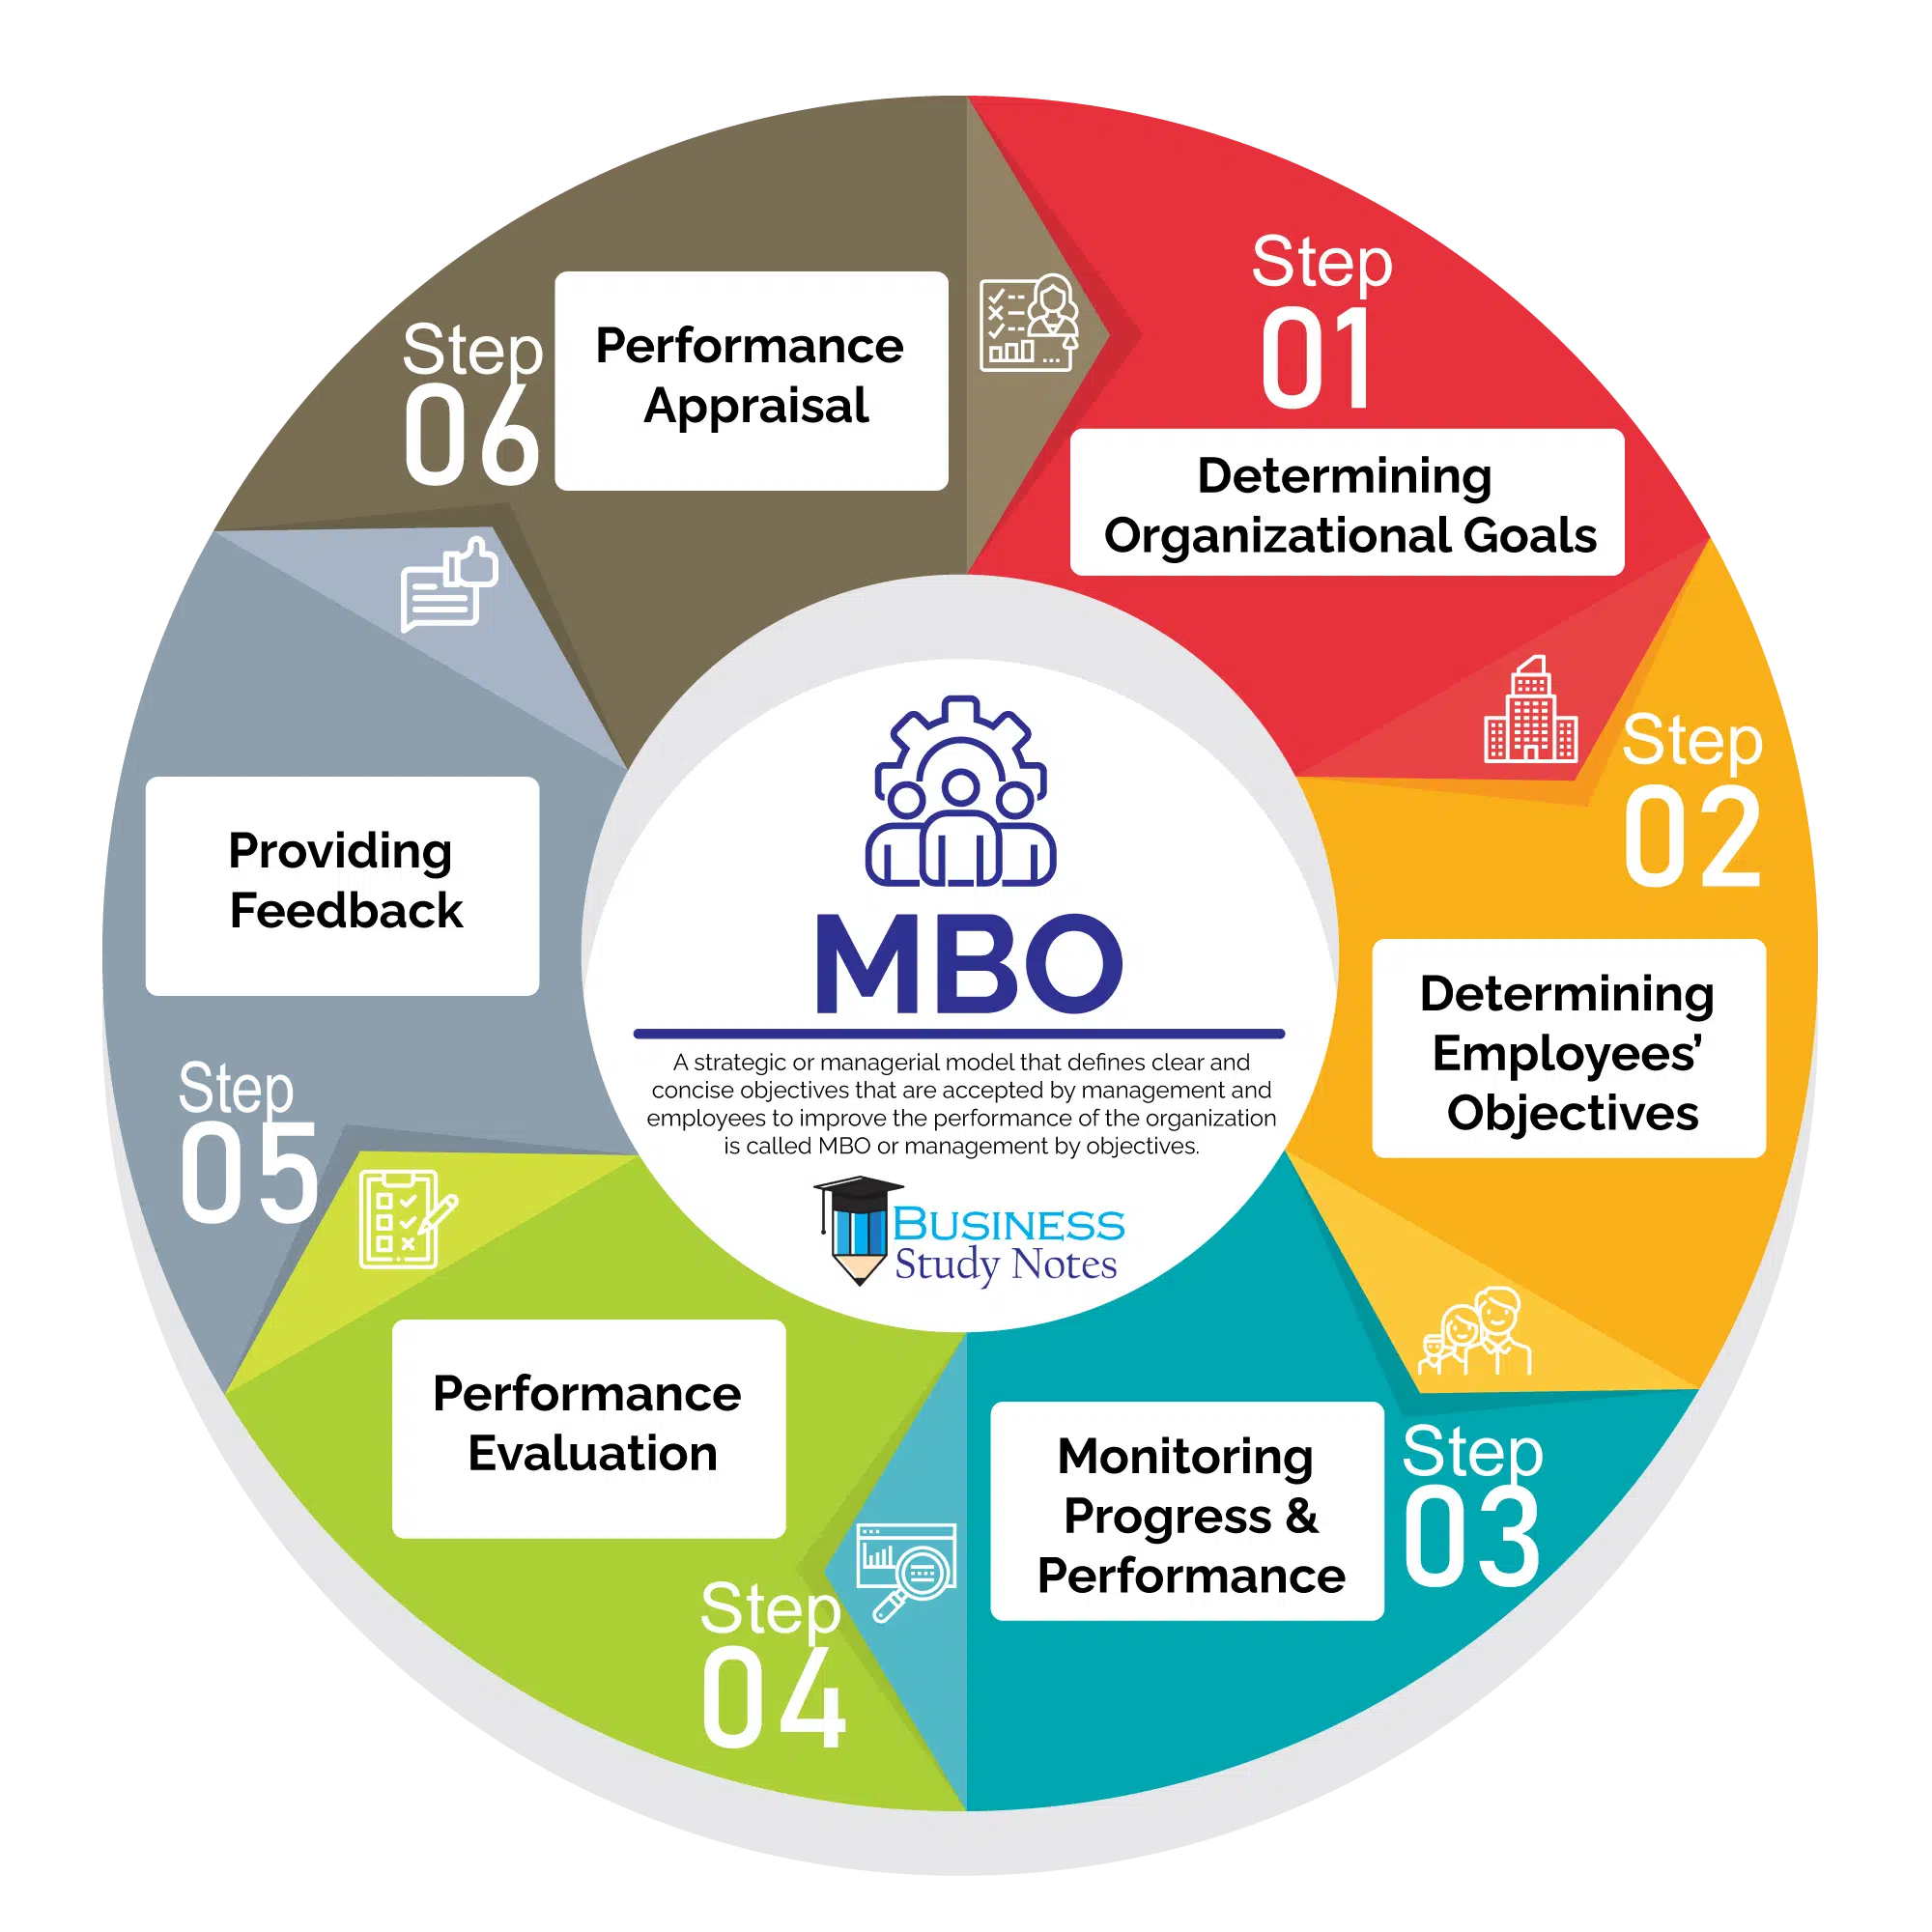 Step
01
Determining
Organizational Goals
Step
02
Determining
Employees’
Objectives
Step
03
Monitoring
Progress &
Performance
Step
04
Performance
Evaluation
Step
05
Providing
Feedback
Step
06
Performance
Appraisal
MBO
A strategic or managerial model that defines clear and
concise objectives that are accepted by management and
employees to improve the performance of the organization
is called MBO or management by objectives.
BUSINESS
Study Notes